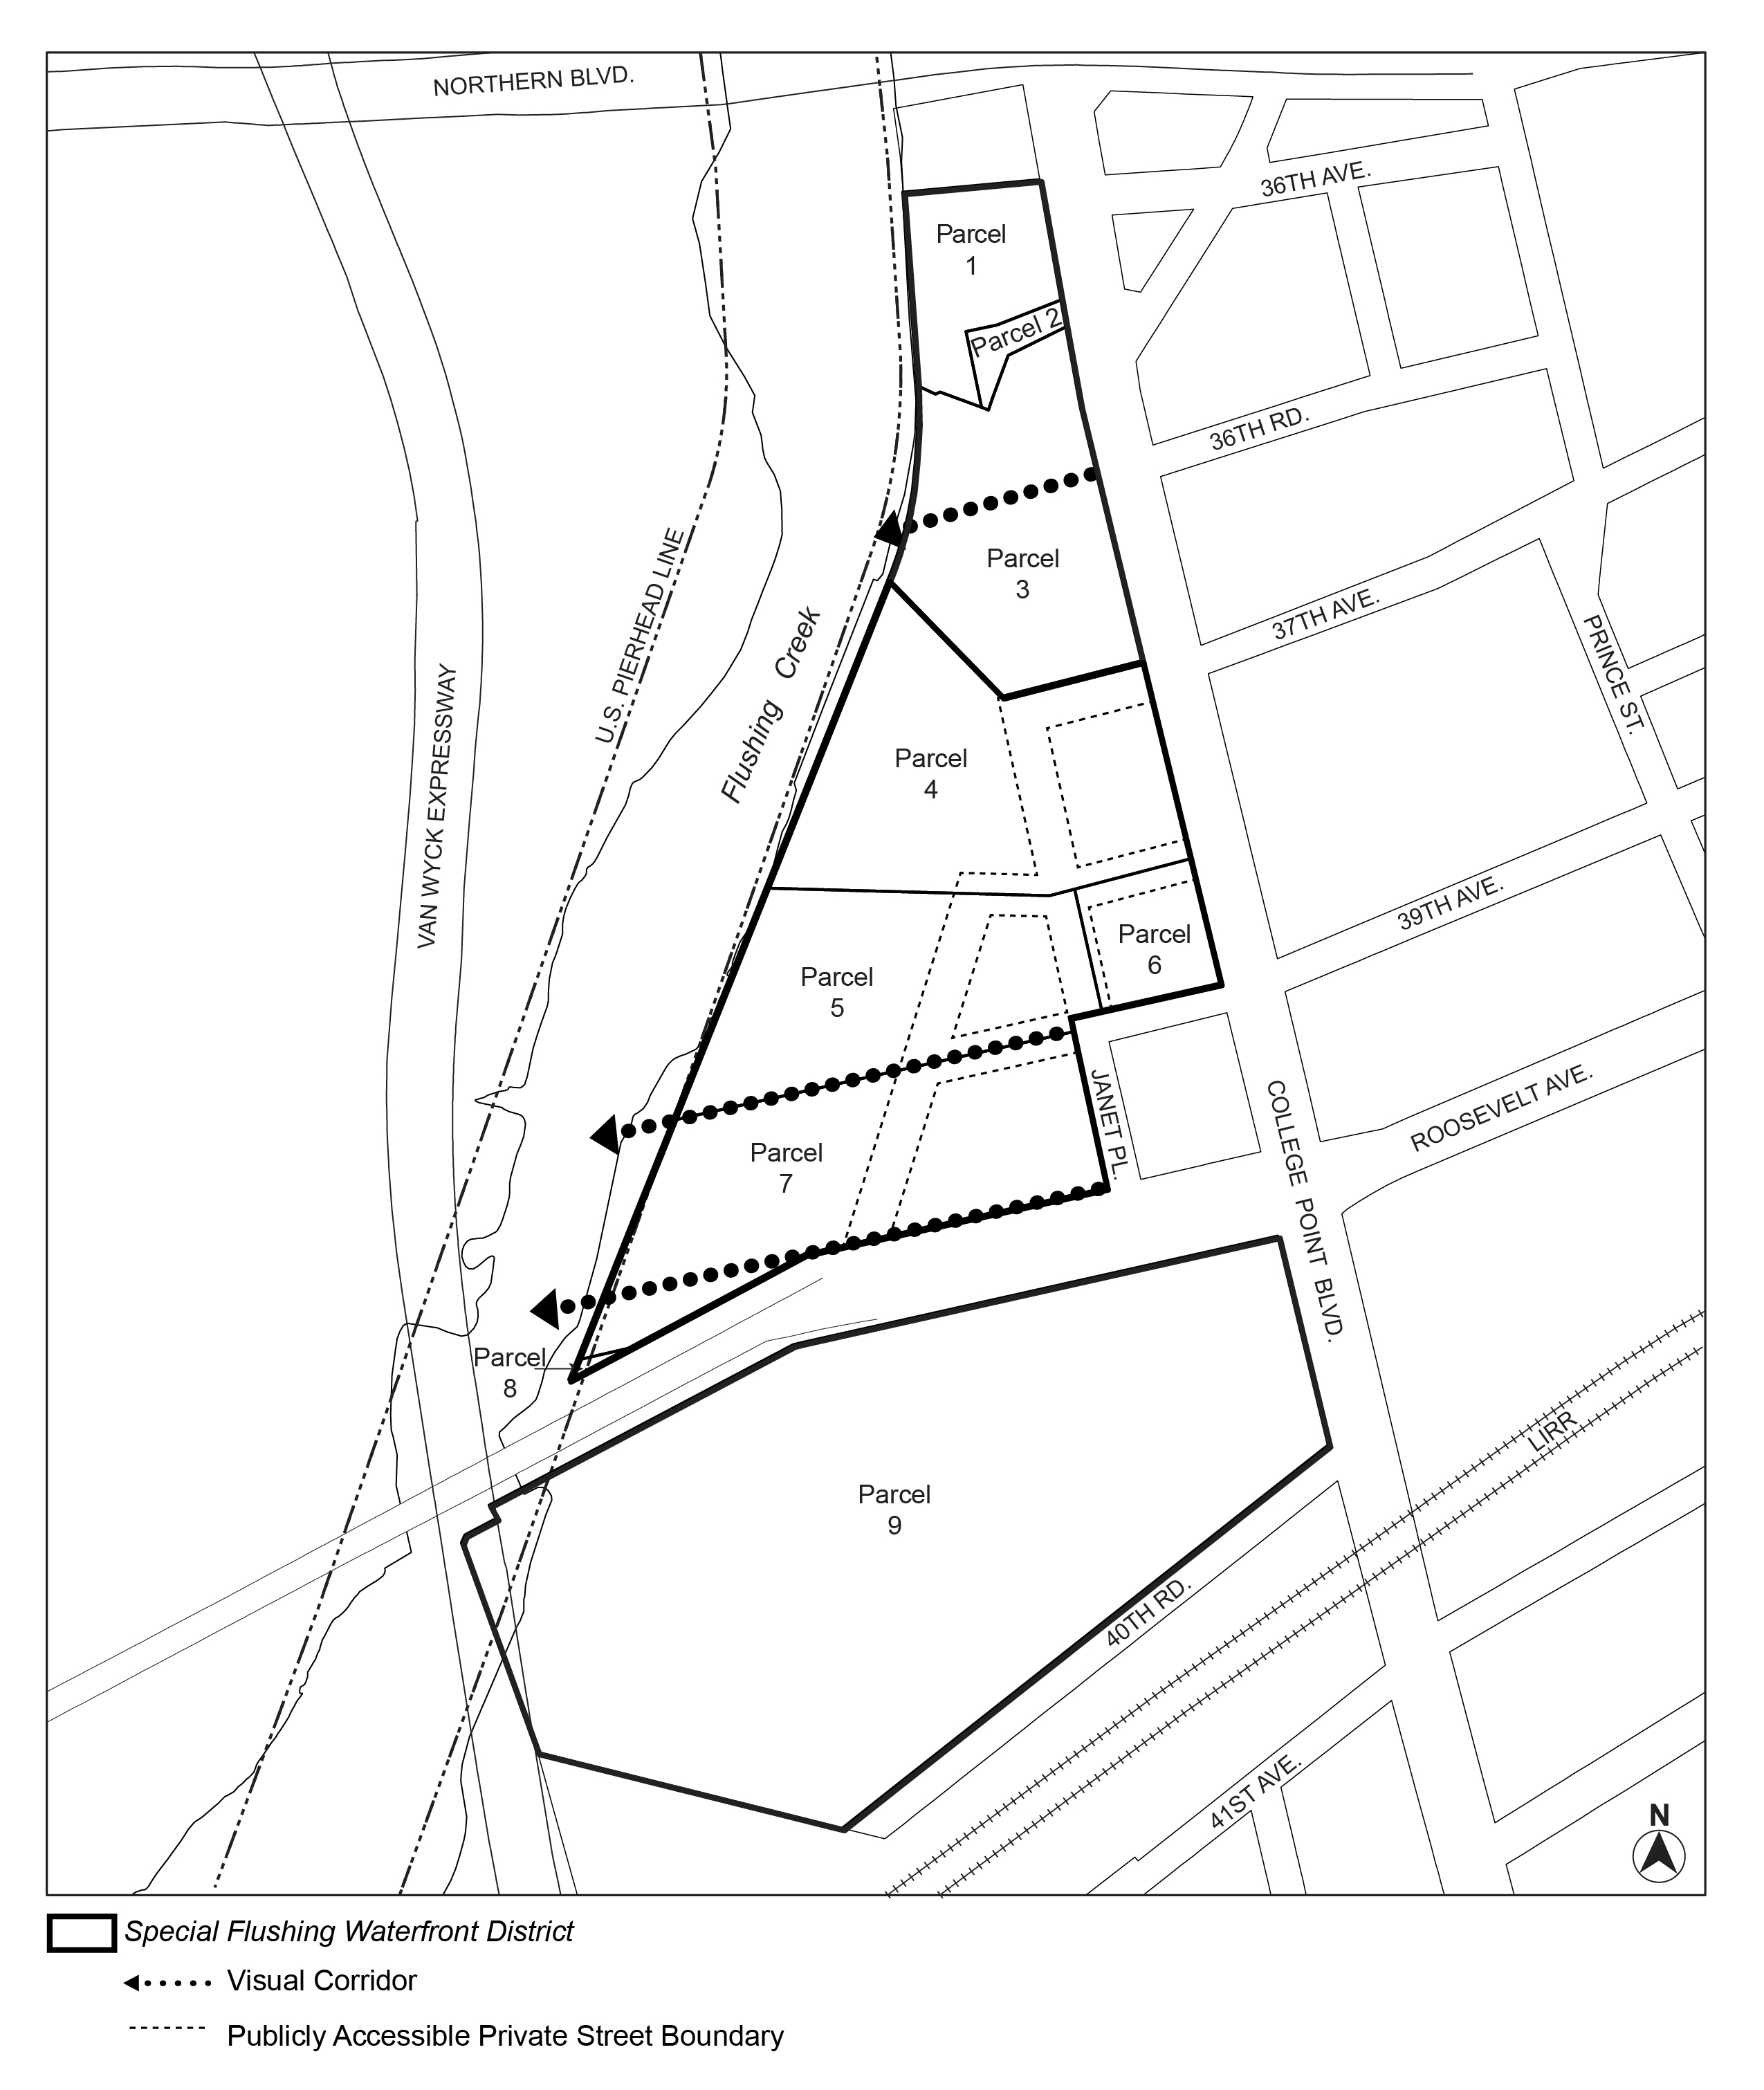 NORTHERN BLVD.
36TH AVE.
Parcel
1
Parcel 2
36TH RD.
U.S. PIERHEAD LINE
Parcel
3
37TH AVE.
PRINCE ST.
Flushing Creek
VAN WYCK EXPRESSWAY
Parcel
4
39TH AVE.
Parcel
6
Parcel
5
JANET PL.
COLLEGE POINT BLVD.
ROOSEVELT AVE.
Parcel
7
Parcel
8
LIRR
Parcel
9
40TH RD.
41ST AVE.
N
Special Flushing Waterfront District
Visual Corridor
Publicly Accessible Private Street Boundary